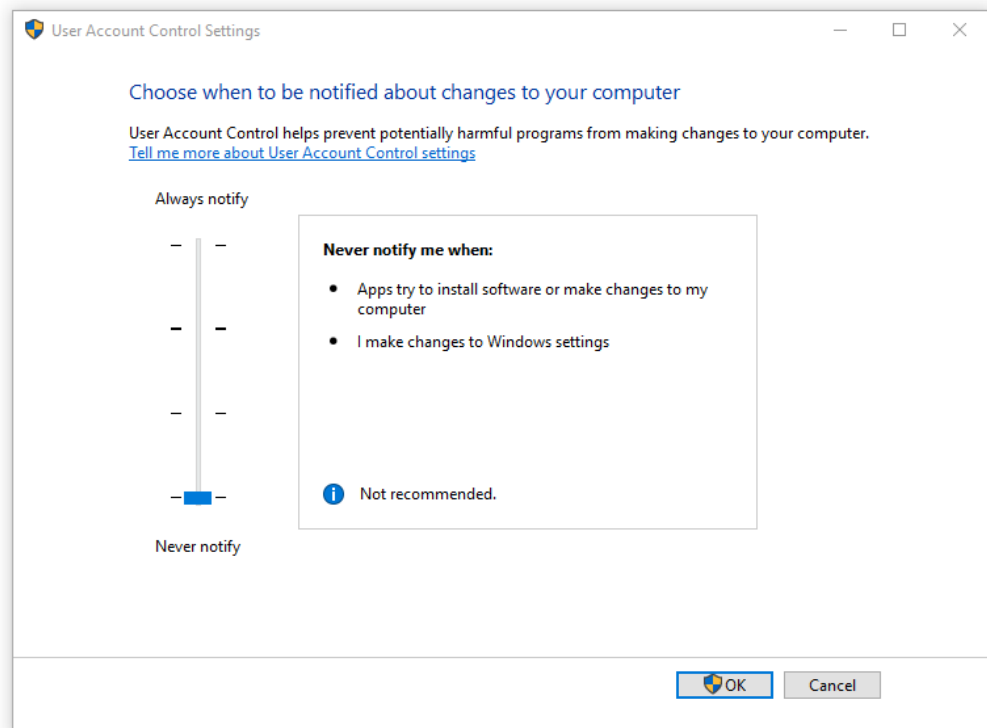 User Account Control Settings
Choose when to be notified about changes to your computer
User Account Control helps prevent potentially harmful programs from making changes to your computer.
Tell me more about User Account Control settings
Always notify
Never notify me when:
Apps try to install software or make changes to my
computer
I make changes to Windows settings
Not recommended.
Never notify
OK
Cancel